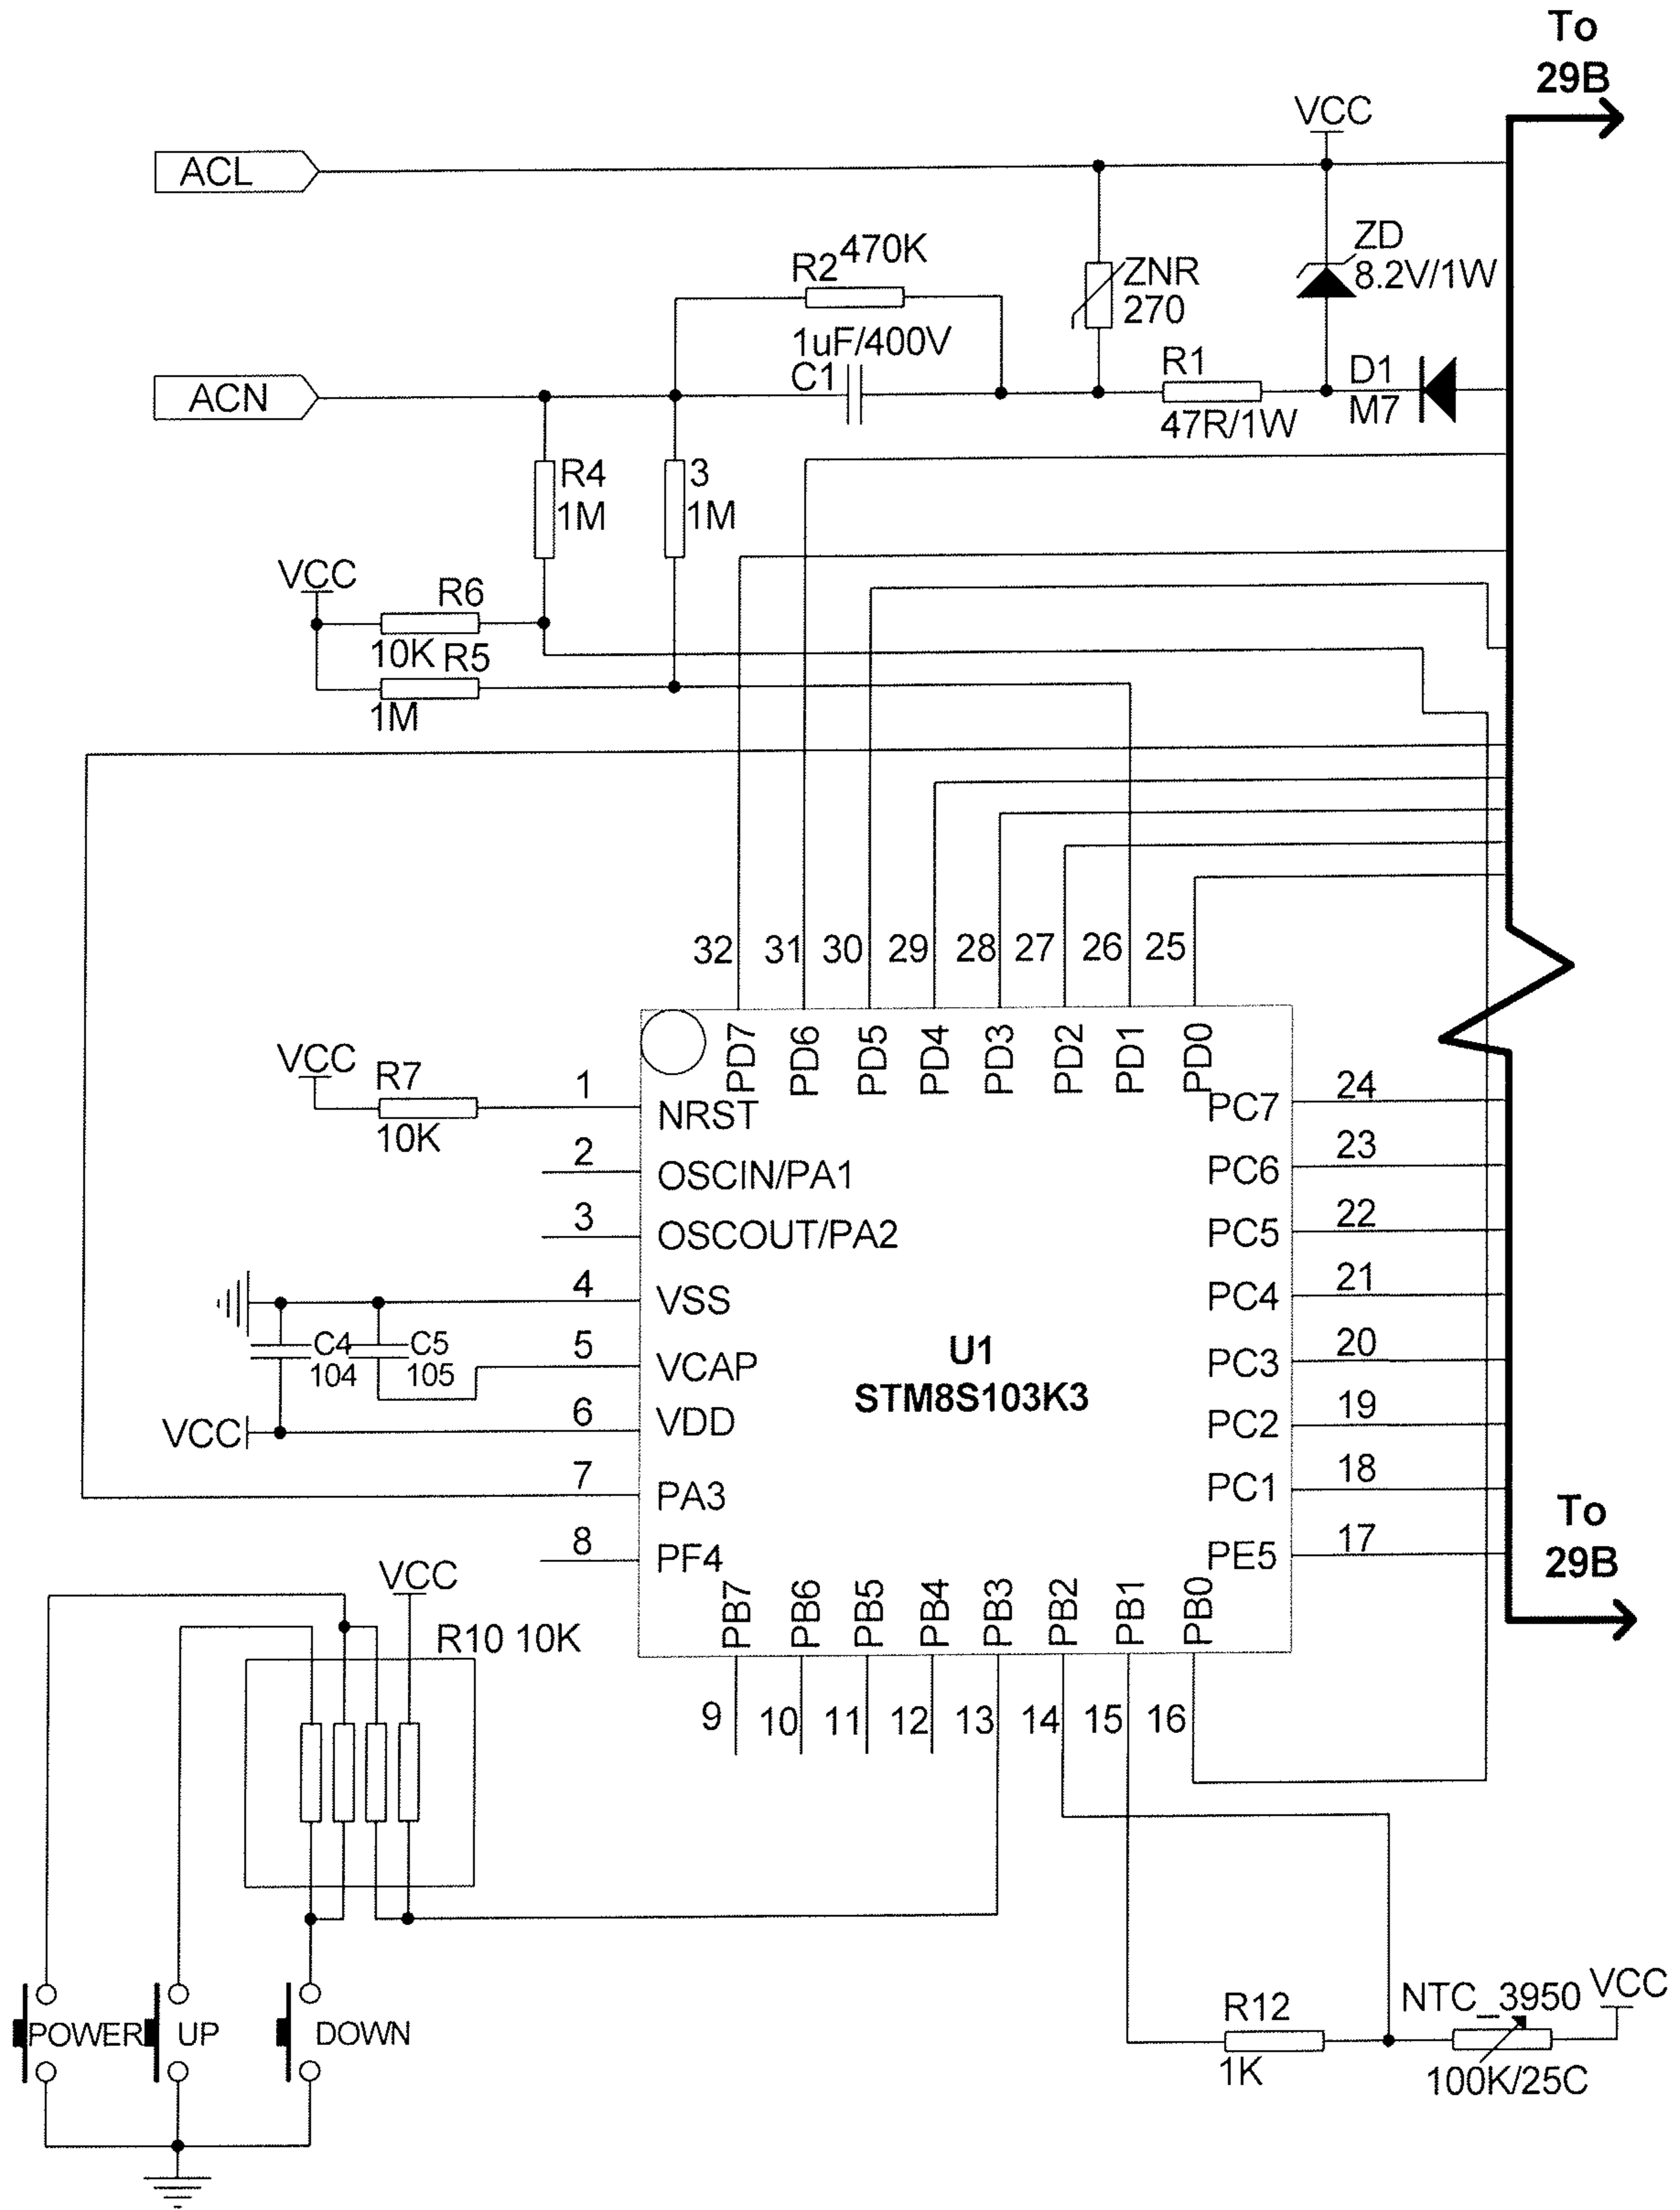 To
29B
VCC
ACL
ZD
8.2V/1W
470K
R2
ZNR
270
1uF/400V
C1
R1
47R/1W
D1
M7
ACN
R4
1M
3
1M
VCC
R6
10K R5
1M
32 31 30 29 28 27 26 25
PD7 PD6 PD5 PD4 PD3 PD2 PD1 PD0
VCC
R7
10K
1 NRST
2 OSCIN/PA1
3 OSCOUT/PA2
4 VSS
C4
104
C5
105
5 VCAP
VCC
6 VDD
7 PA3
8 PF4
U1
STM8S103K3
PC7 24
PC6 23
PC5 22
PC4 21
PC3 20
PC2 19
PC1 18
PE5 17
To
29B
PB7 PB6 PB5 PB4 PB3 PB2 PB1 PB0
9 10 11 12 13 14 15 16
VCC
R10 10K
POWER UP DOWN
R12
1K
NTC_3950
VCC
100K/25C